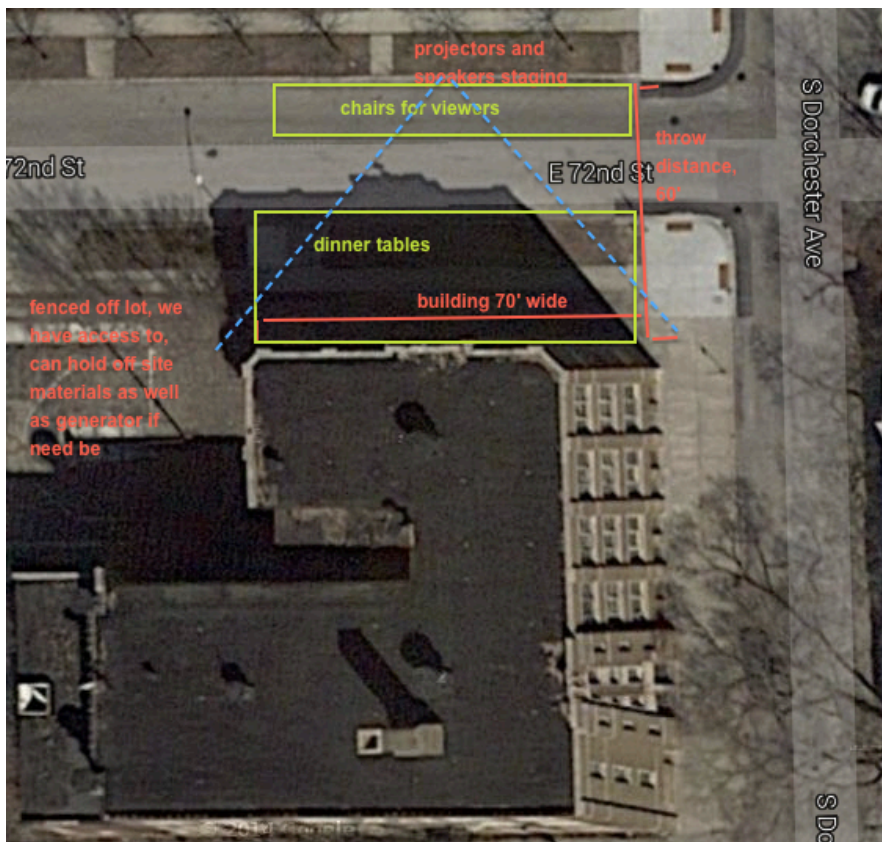 projectors and
speakers staging
chairs for viewers
S Dorchester Ave
throw
distance,
60'
72nd St
E 72nd St
dinner tables
building 70' wide
fenced off lot, we
have access to,
can hold off site
materials as well
as generator if
need be
S Do
© 2014 Google